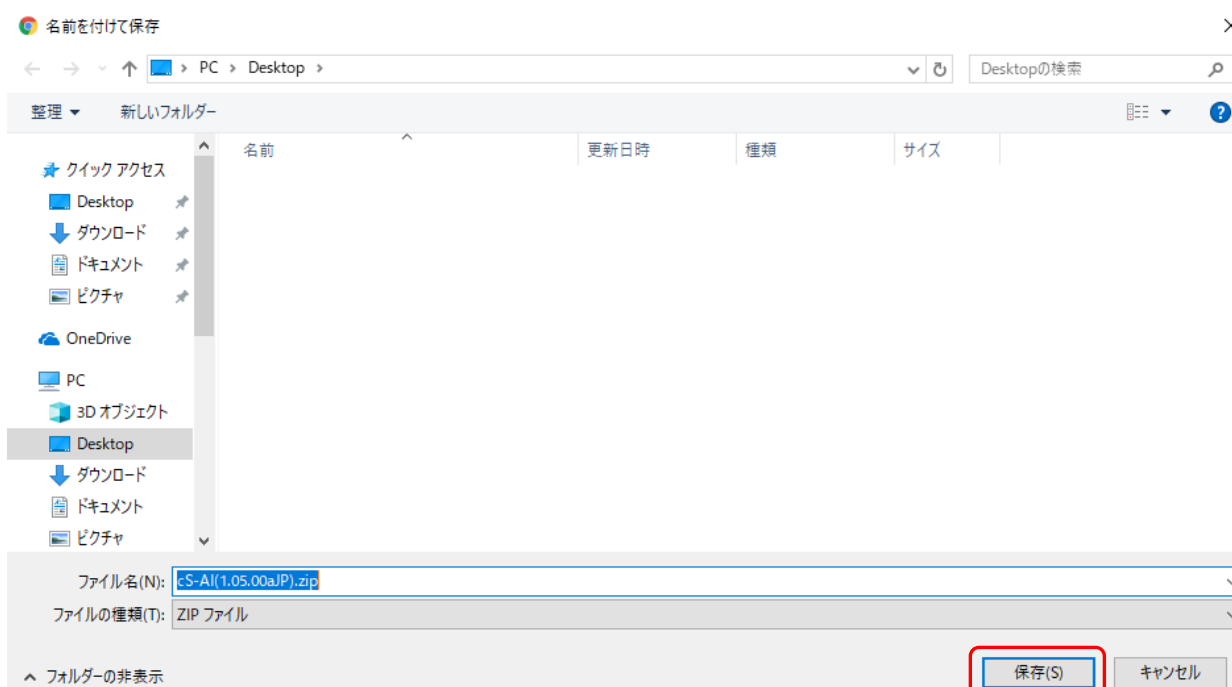 名前を付けて保存
PC > Desktop >
Desktopの検索
整理 新しいフォルダー
名前 更新日時 種類 サイズ
クイック アクセス
Desktop
ダウンロード
ドキュメント
ピクチャ
OneDrive
PC
3D オブジェクト
Desktop
ダウンロード
ドキュメント
ピクチャ
ファイル名(N): cS-AI(1.05.00aJP).zip
ファイルの種類(T): ZIP ファイル
フォルダーの非表示
保存(S) キャンセル